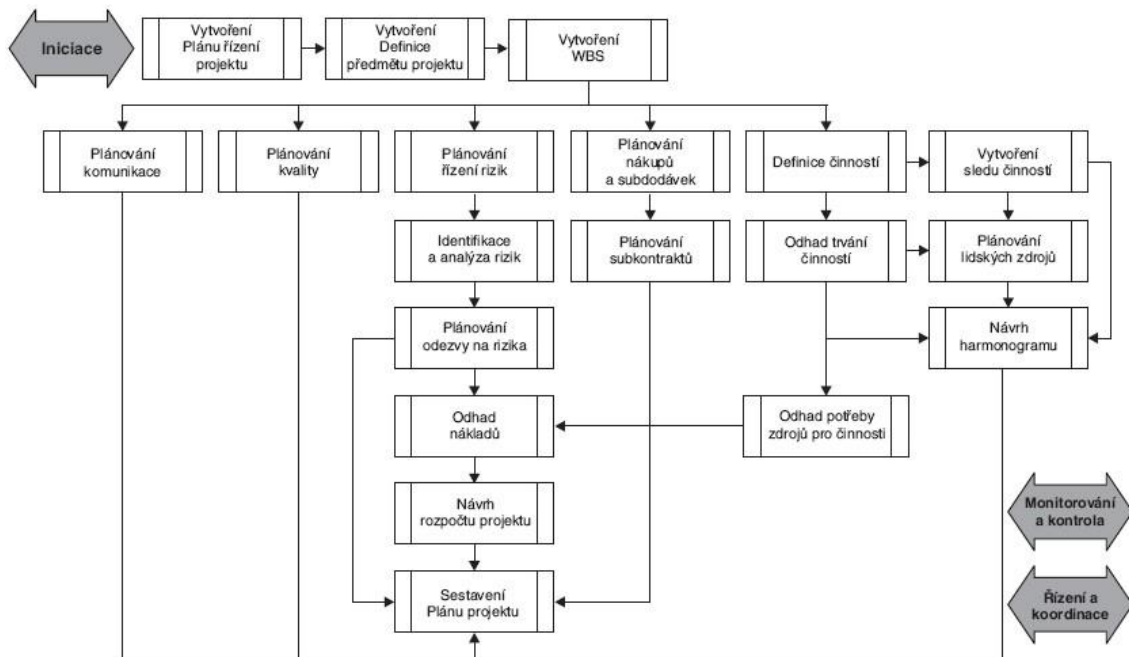 Iniciace
Vytvoření
Plánu řízení
projektu
Vytvoření
Definice
předmětu projektu
Vytvoření
WBS
Plánování
komunikace
Plánování
kvality
Plánování
řízení rizik
Plánování
nákupů
a subdodávek
Definice činností
Vytvoření
sledu činností
Identifikace
a analýza rizik
Plánování
subkontraktů
Odhad trvání
činností
Plánování
lidských zdrojů
Plánování
odezvy na rizika
Návrh
harmonogramu
Odhad
nákladů
Odhad potřeby
zdrojů pro činnosti
Návrh
rozpočtu projektu
Monitorování
a kontrola
Sestavení
Plánu projektu
Řízení a
koordinace